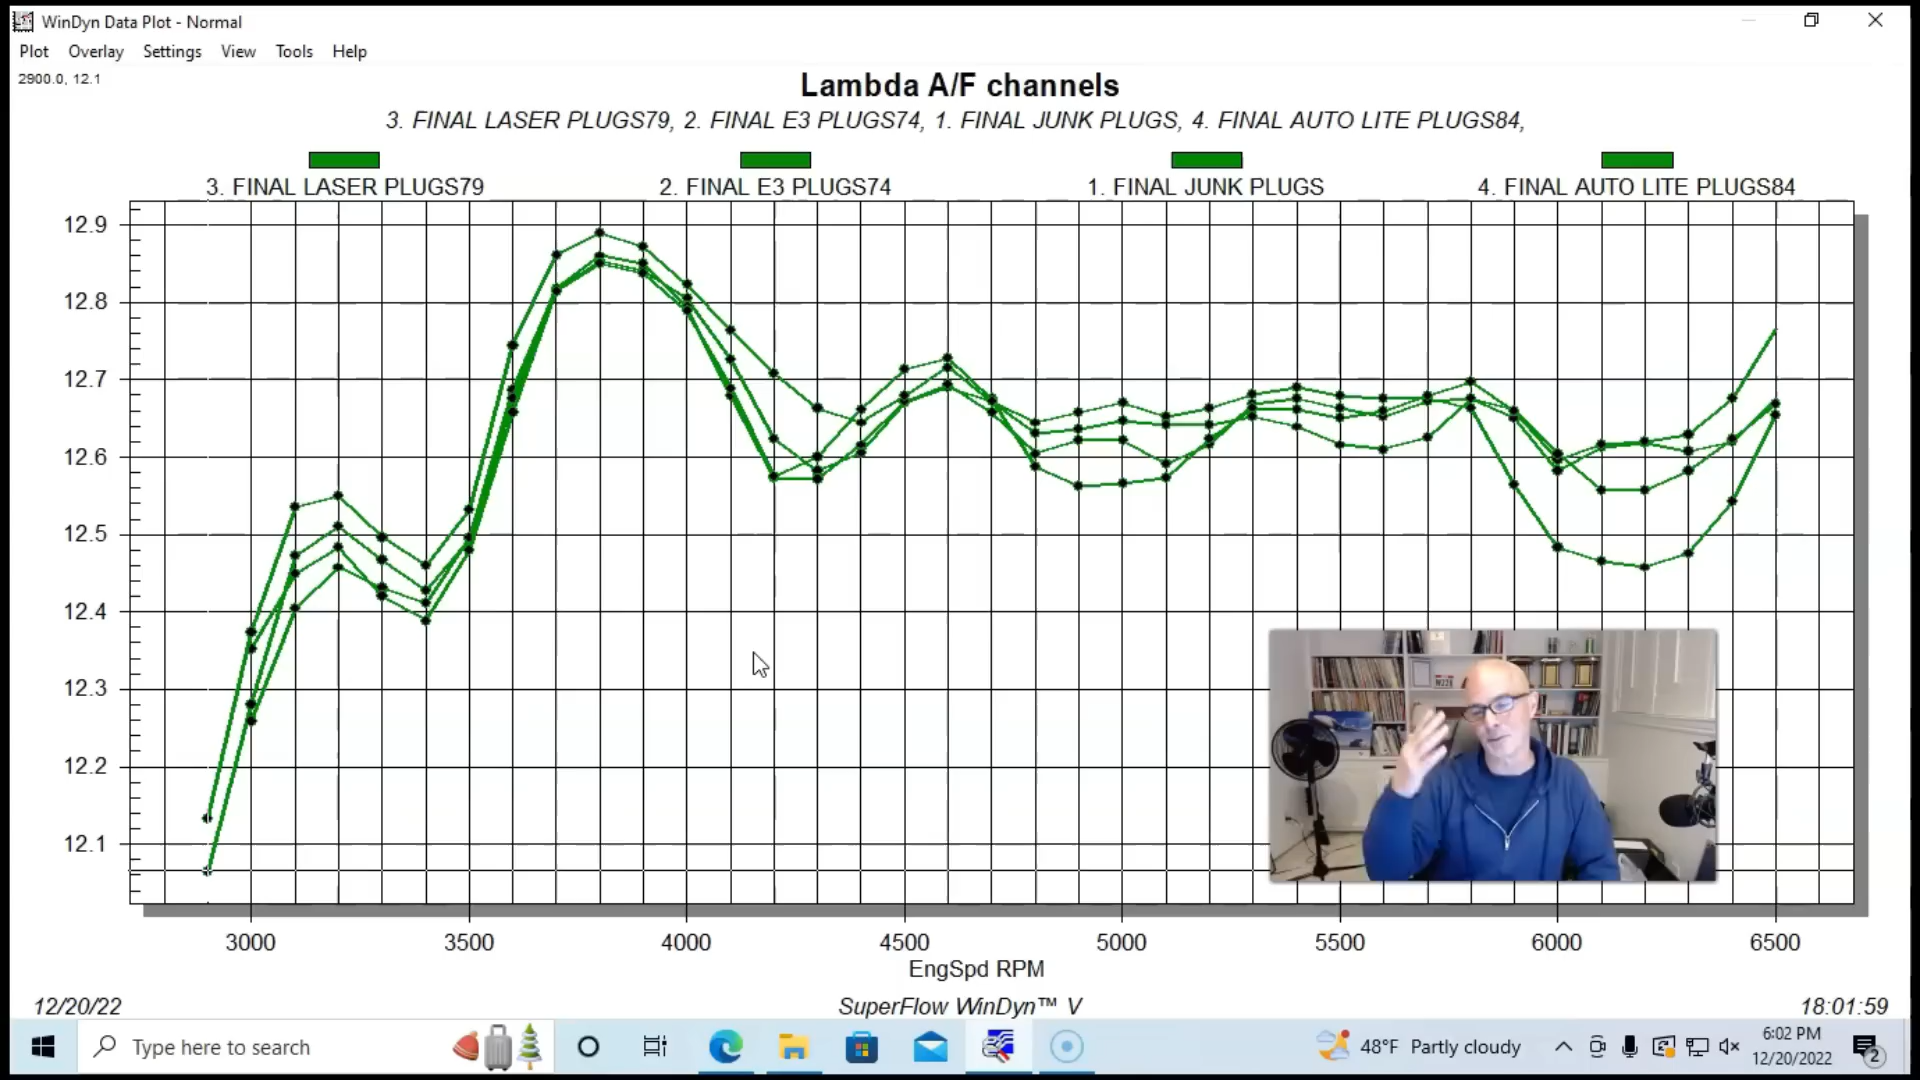 WinDyn Data Plot - Normal
Plot Overlay Settings View Tools Help
2900.0, 12.1
Lambda A/F channels
3. FINAL LASER PLUGS79, 2. FINAL E3 PLUGS74, 1. FINAL JUNK PLUGS, 4. FINAL AUTO LITE PLUGS84,
3. FINAL LASER PLUGS79 2. FINAL E3 PLUGS74 1. FINAL JUNK PLUGS 4. FINAL AUTO LITE PLUGS84
12.9
12.8
12.7
12.6
12.5
12.4
12.3
12.2
12.1
3000 3500 4000 4500 5000 5500 6000 6500
EngSpd RPM
12/20/22 SuperFlow WinDyn™ V 18:01:59
Type here to search 48°F Partly cloudy 6:02 PM
12/20/2022 2